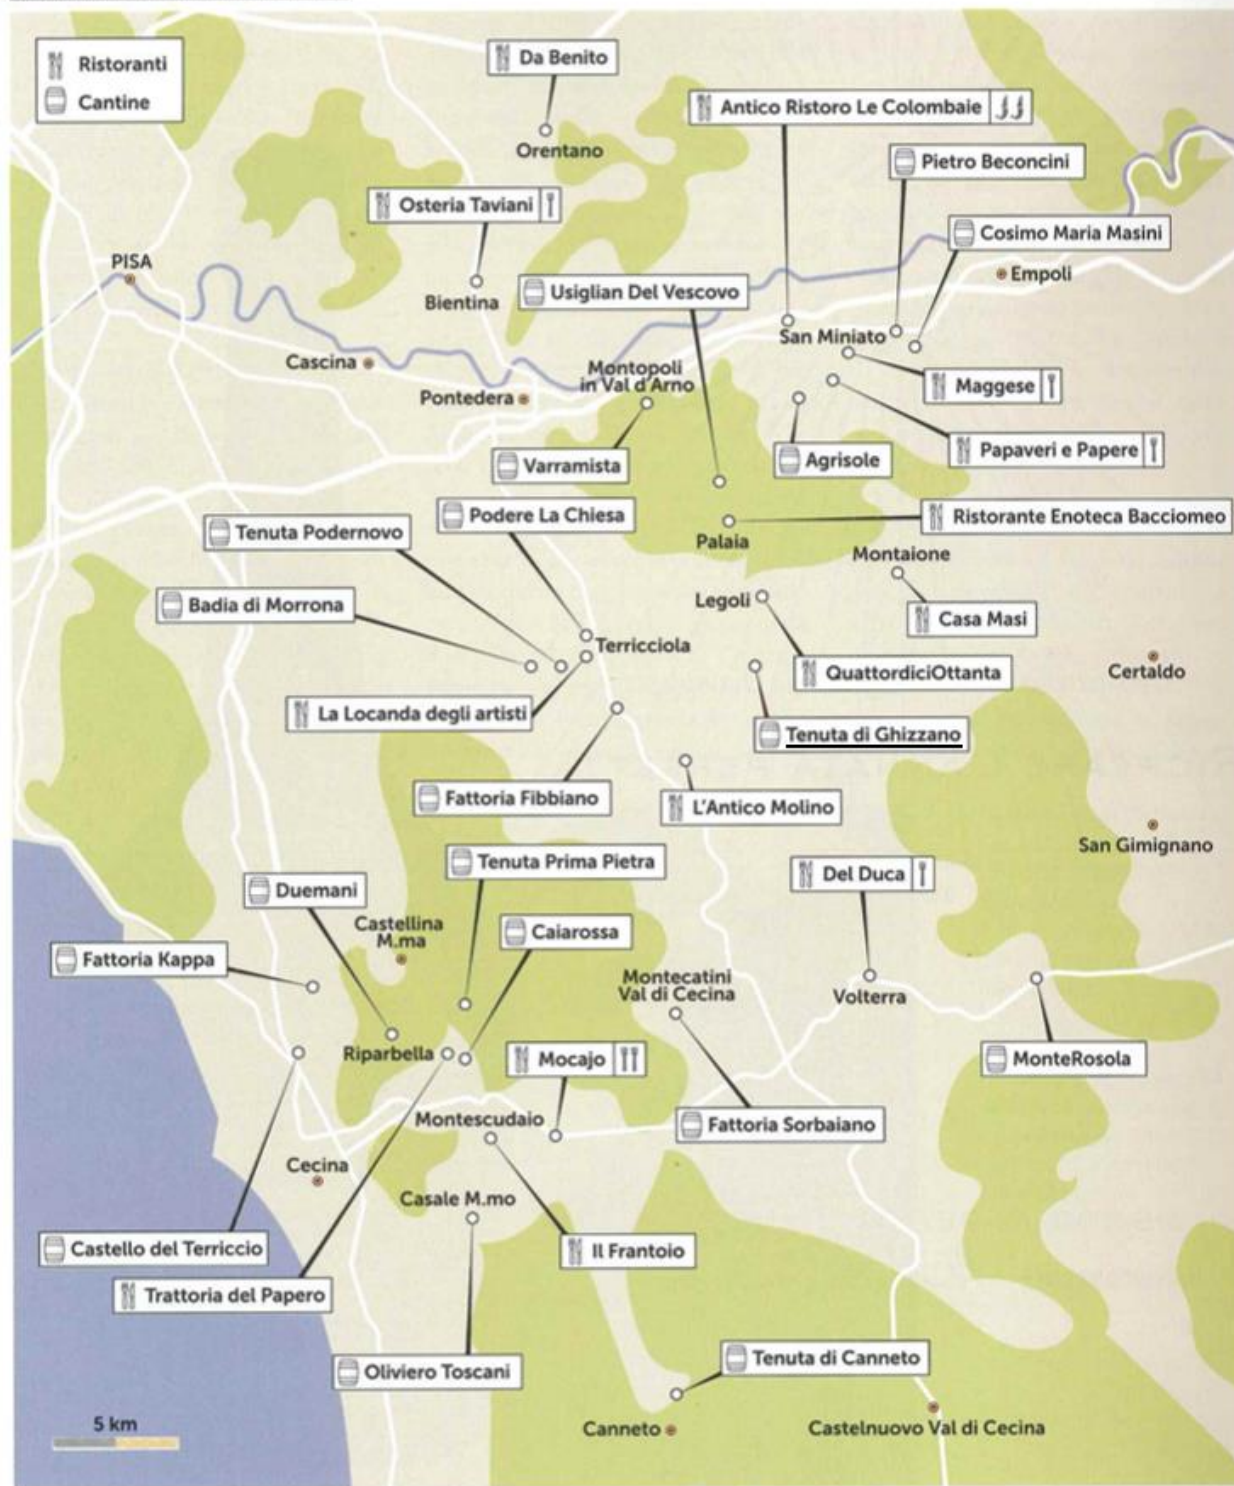 Ristoranti
Cantine
Da Benito
Orentano
Antico Ristoro Le Colombaie
Pietro Beconcini
Osteria Taviani
Cosimo Maria Masini
PISA
Empoli
Bientina
Usiglian Del Vescovo
San Miniato
Cascina
Montopoli
in Val d'Arno
Pontedera
Maggese
Varramista
Agrisole
Papaveri e Papere
Podere La Chiesa
Ristorante Enoteca Bacciomeo
Tenuta Podernovo
Palaia
Montaione
Badia di Morrona
Legoli
Casa Masi
Terricciola
QuattordiciOttanta
Certaldo
La Locanda degli artisti
Tenuta di Ghizzano
Fattoria Fibbiano
L'Antico Molino
San Gimignano
Tenuta Prima Pietra
Del Duca
Duemani
Castellina
M.ma
Caiarossa
Fattoria Kappa
Montecatini
Val di Cecina
Volterra
Riparbella
Mocajo
MonteRosola
Montescudaio
Fattoria Sorbaiano
Cecina
Casale M.mo
Castello del Terriccio
Il Frantoio
Trattoria del Papero
Oliviero Toscani
Tenuta di Canneto
5 km
Canneto
Castelnuovo Val di Cecina